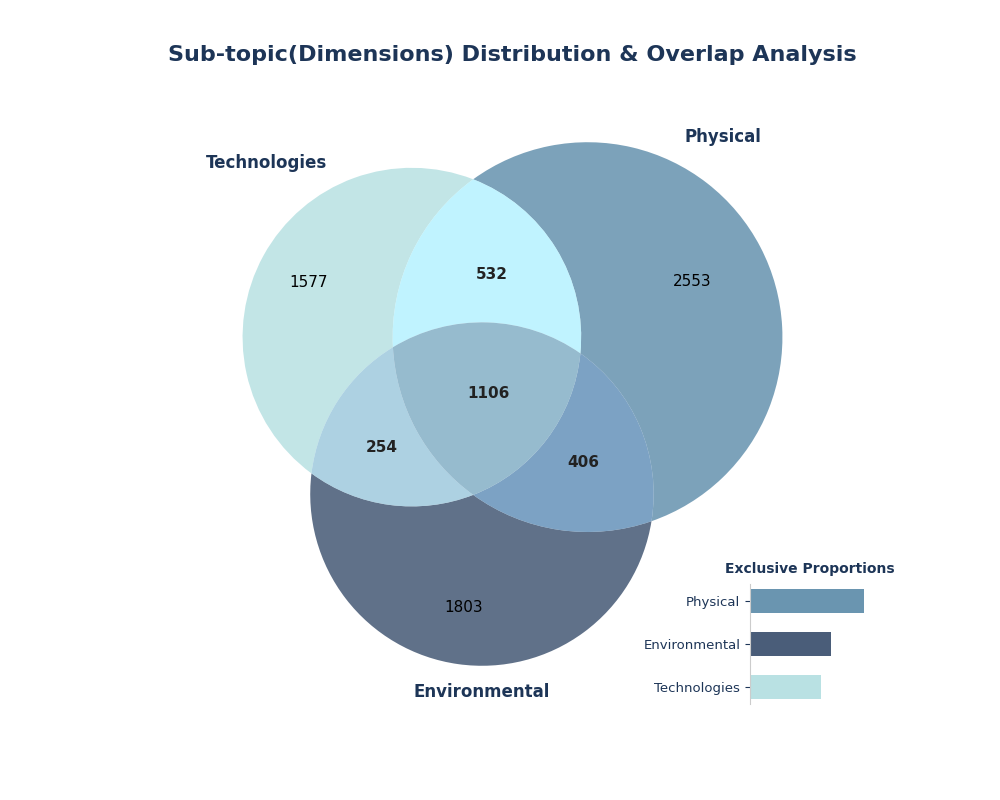 Sub-topic(Dimensions) Distribution & Overlap Analysis
Physical
Technologies
532
2553
1577
1106
254
406
1803
Environmental
Exclusive Proportions
Physical
Environmental
Technologies